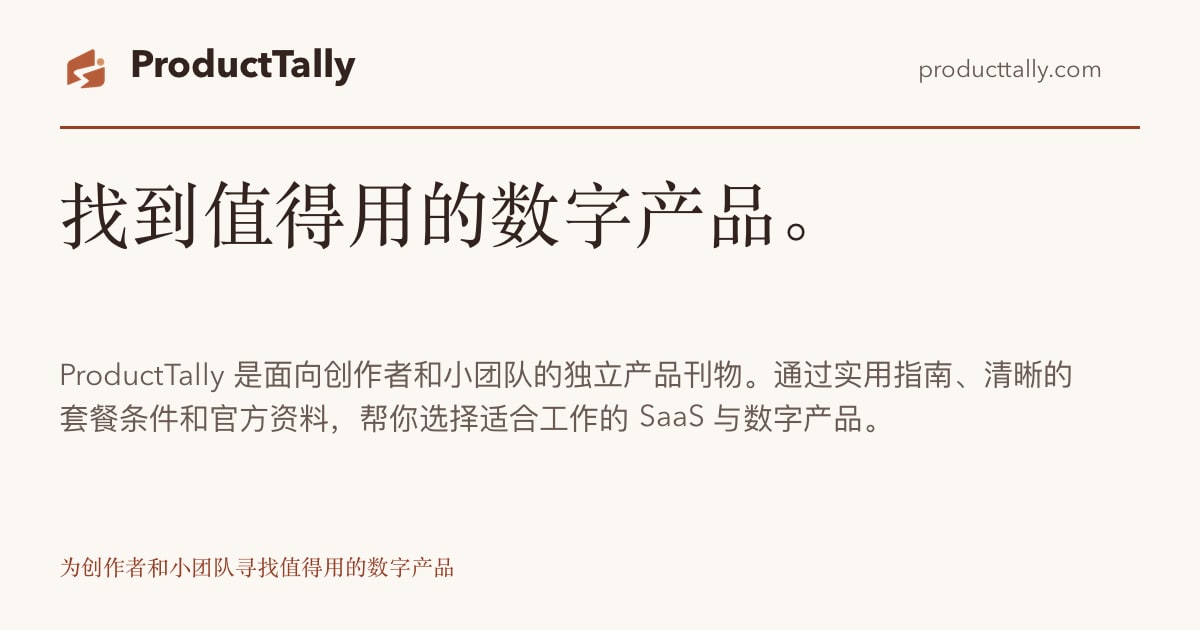 ProductTally
producttally.com
找到值得用的数字产品。
ProductTally 是面向创作者和小团队的独立产品刊物。通过实用指南、清晰的
套餐条件和官方资料，帮你选择适合工作的 SaaS 与数字产品。
为创作者和小团队寻找值得用的数字产品